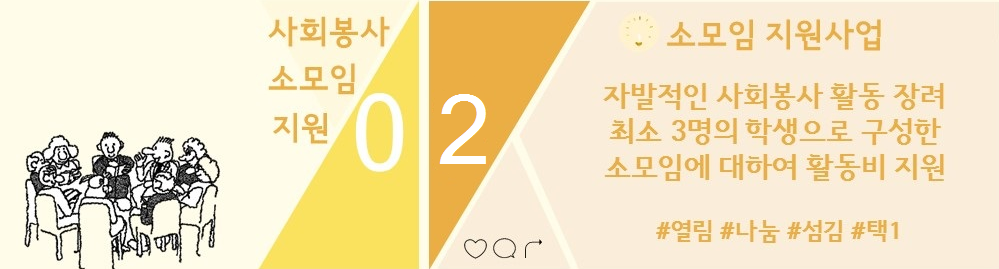 사회봉사
소모임
지원
02
소모임 지원사업
자발적인 사회봉사 활동 장려
최소 3명의 학생으로 구성한
소모임에 대하여 활동비 지원
#열림 #나눔 #섬김 #택1